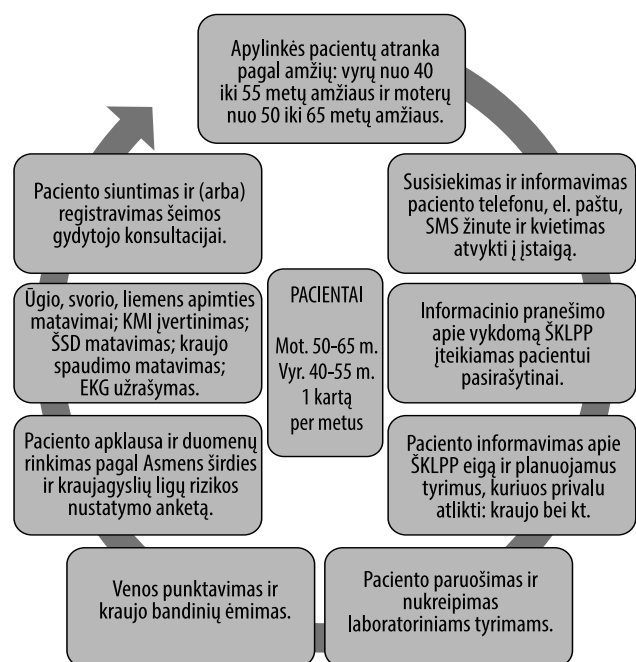 Apylinkės pacientų atranka
pagal amžių: vyrų nuo 40
iki 55 metų amžiaus ir moterų
nuo 50 iki 65 metų amžiaus.
Susisiekimas ir informavimas
paciento telefonu, el. paštu,
SMS žinute ir kvietimas
atvykti į įstaigą.
Informacinio pranešimo
apie vykdomą ŠKLPP
įteikiamas pacientui
pasirašytinai.
Paciento informavimas apie
ŠKLPP eigą ir planuojamus
tyrimus, kuriuos privalu
atlikti: kraujo bei kt.
Paciento paruošimas ir
nukreipimas
laboratoriniams tyrimams.
Venos punktavimas ir
kraujo bandinių ėmimas.
Paciento apklausa ir duomenų
rinkimas pagal Asmens širdies
ir kraujagyslių ligų rizikos
nustatymo anketą.
Ūgio, svorio, liemens apimties
matavimai; KMI įvertinimas;
ŠSD matavimas; kraujo
spaudimo matavimas;
EKG užrašymas.
Paciento siuntimas ir (arba)
registravimas šeimos
gydytojo konsultacijai.
PACIENTAI
Mot. 50–65 m.
Vyr. 40–55 m.
1 kartą
per metus